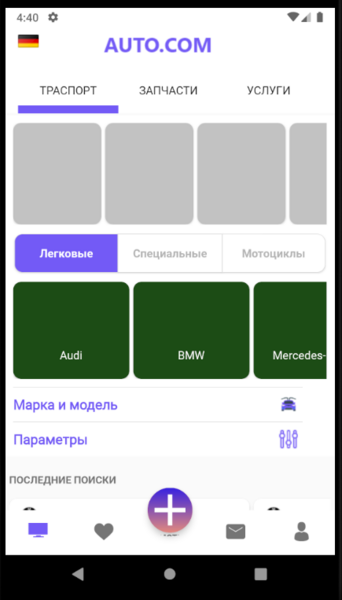 4:40
AUTO.COM
ТРАСПОРТ ЗАПЧАСТИ УСЛУГИ
Легковые Специальные Мотоциклы
Audi BMW Mercedes-
Марка и модель
Параметры
ПОСЛЕДНИЕ ПОИСКИ